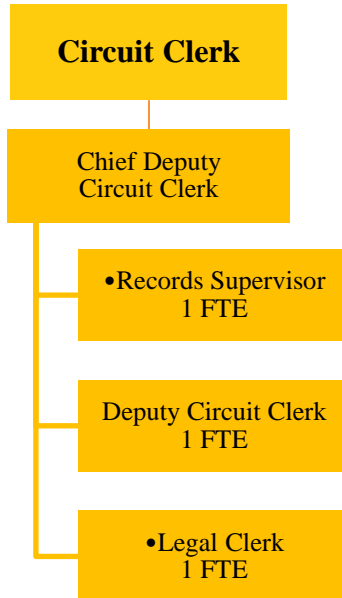 Circuit Clerk
Chief Deputy
Circuit Clerk
•Records Supervisor
1 FTE
Deputy Circuit Clerk
1 FTE
•Legal Clerk
1 FTE